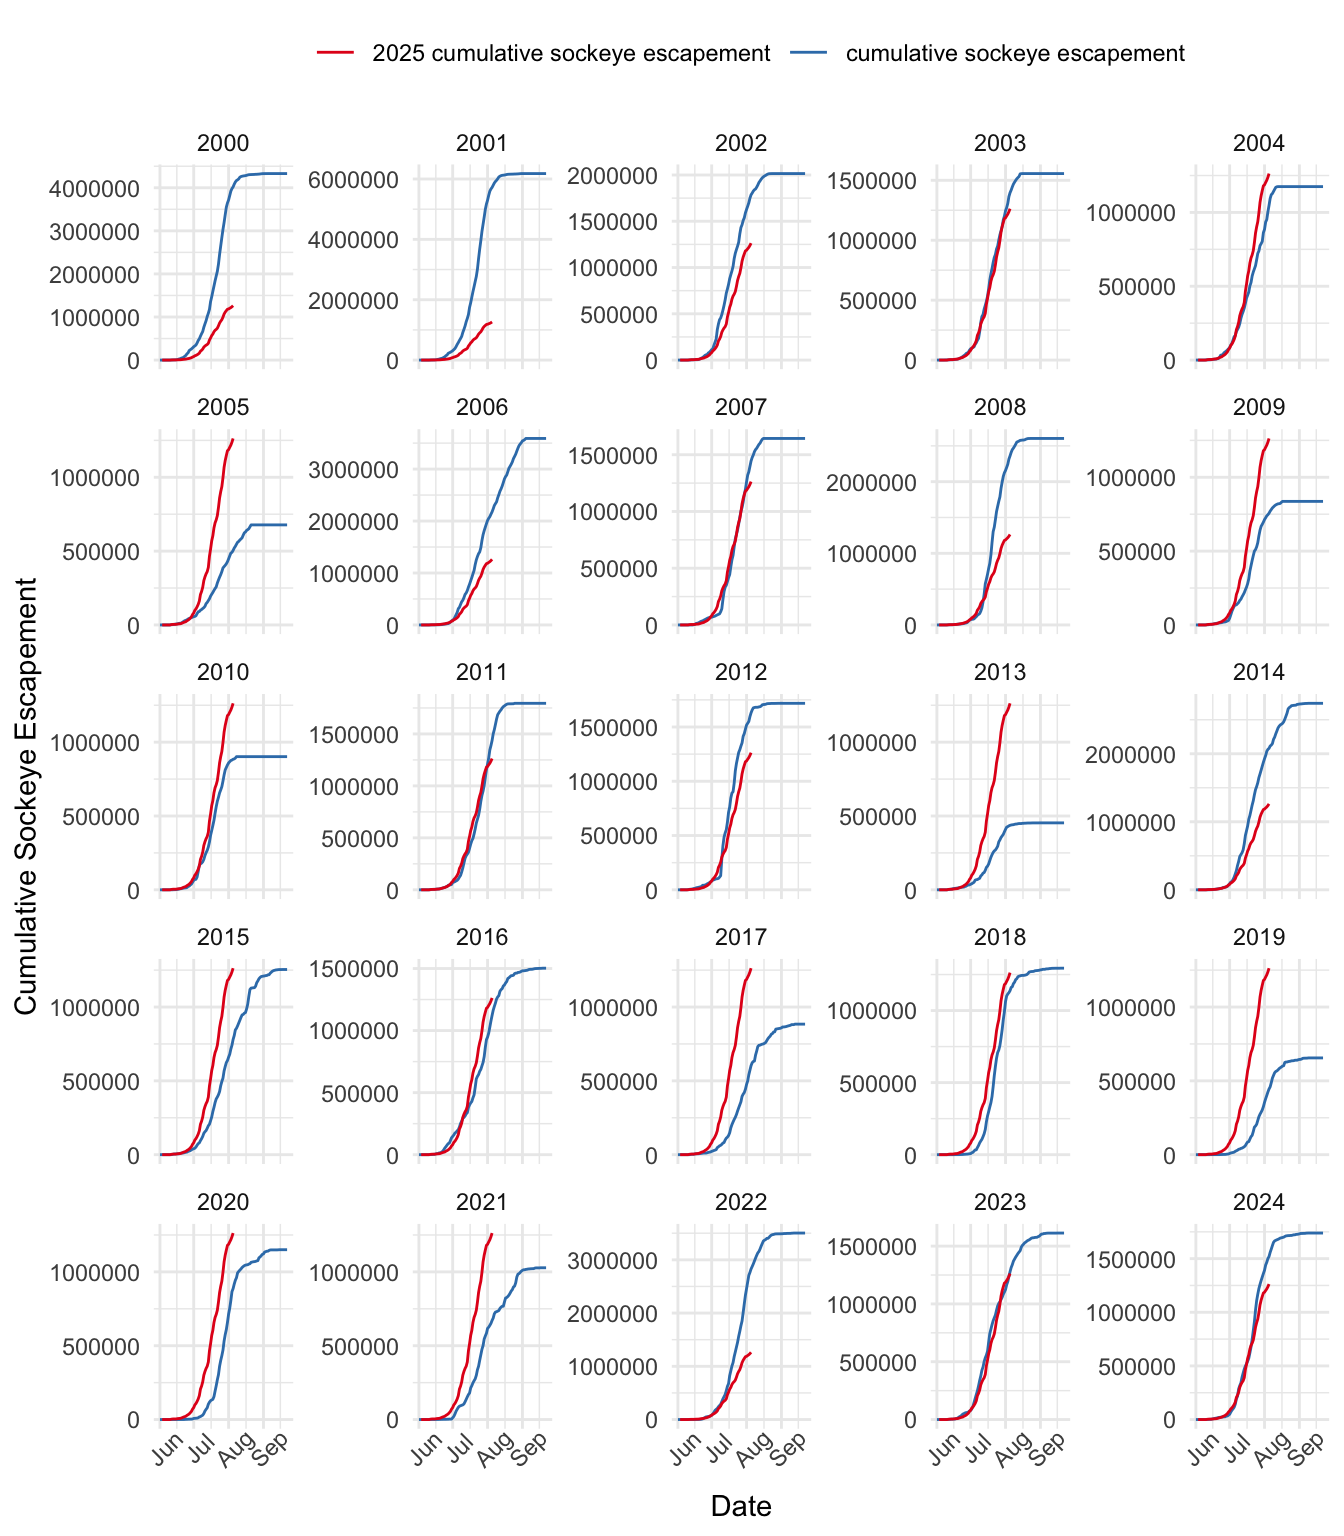 2025 cumulative sockeye escapement cumulative sockeye escapement
2000 2001 2002 2003 2004
4000000 3000000 2000000 1000000 0
6000000 4000000 2000000 0
2000000 1500000 1000000 500000 0
1500000 1000000 500000 0
1000000 500000 0
2005 2006 2007 2008 2009
1000000 500000 0
3000000 2000000 1000000 0
1500000 1000000 500000 0
2000000 1000000 0
1000000 500000 0
Cumulative Sockeye Escapement
2010 2011 2012 2013 2014
1000000 500000 0
1500000 1000000 500000 0
1500000 1000000 500000 0
1000000 500000 0
2000000 1000000 0
2015 2016 2017 2018 2019
1000000 500000 0
1500000 1000000 500000 0
1000000 500000 0
1000000 500000 0
1000000 500000 0
2020 2021 2022 2023 2024
1000000 500000 0
1000000 500000 0
3000000 2000000 1000000 0
1500000 1000000 500000 0
1500000 1000000 500000 0
Jun Jul Aug Sep Jun Jul Aug Sep Jun Jul Aug Sep Jun Jul Aug Sep Jun Jul Aug Sep
Date